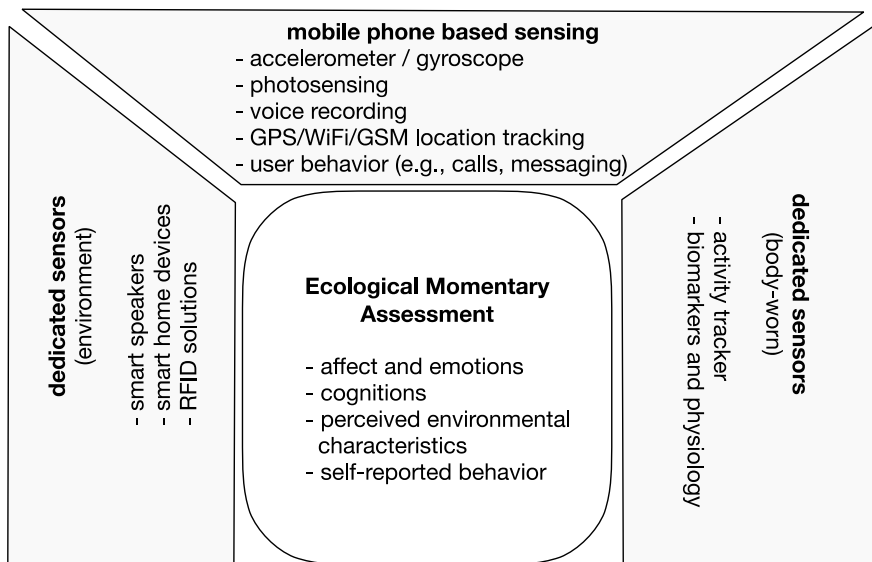 mobile phone based sensing
- accelerometer / gyroscope
- photosensing
- voice recording
- GPS/WiFi/GSM location tracking
- user behavior (e.g., calls, messaging)
dedicated sensors
(environment)
- smart speakers
- smart home devices
- RFID solutions
Ecological Momentary
Assessment
- affect and emotions
- cognitions
- perceived environmental
characteristics
- self-reported behavior
dedicated sensors
(body-worn)
- activity tracker
- biomarkers and physiology